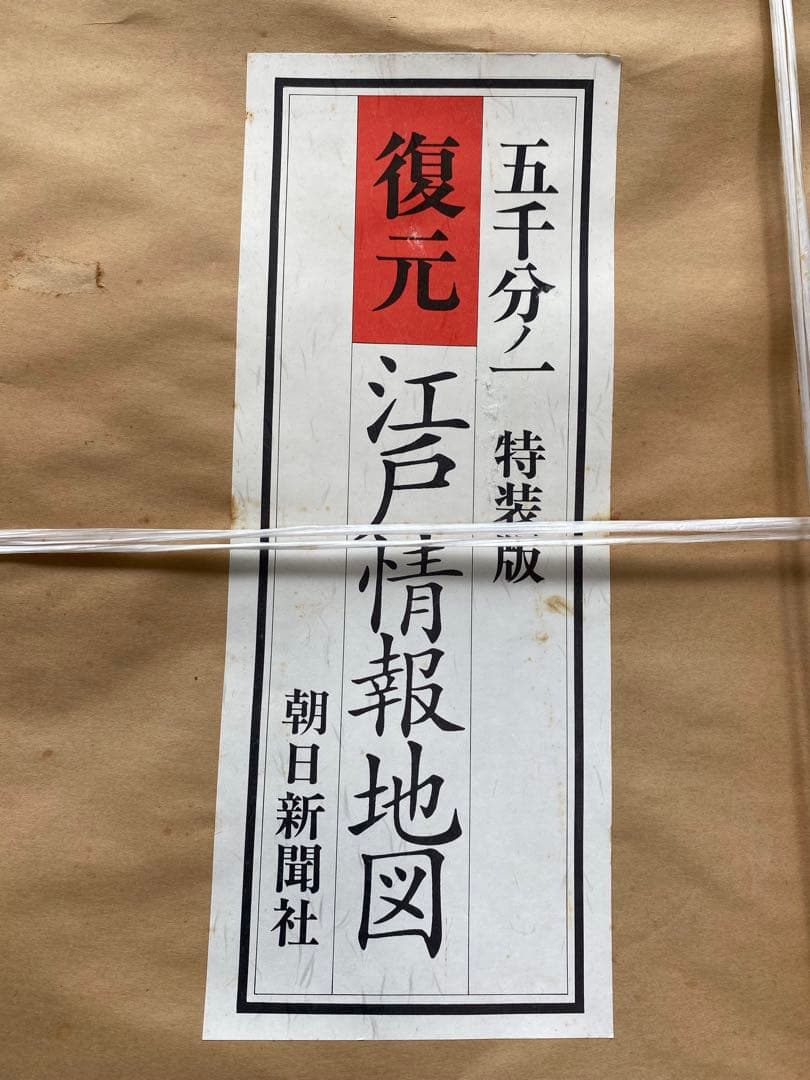 五千分ノ一 特装版
復元
江戸情報地図
朝日新聞社